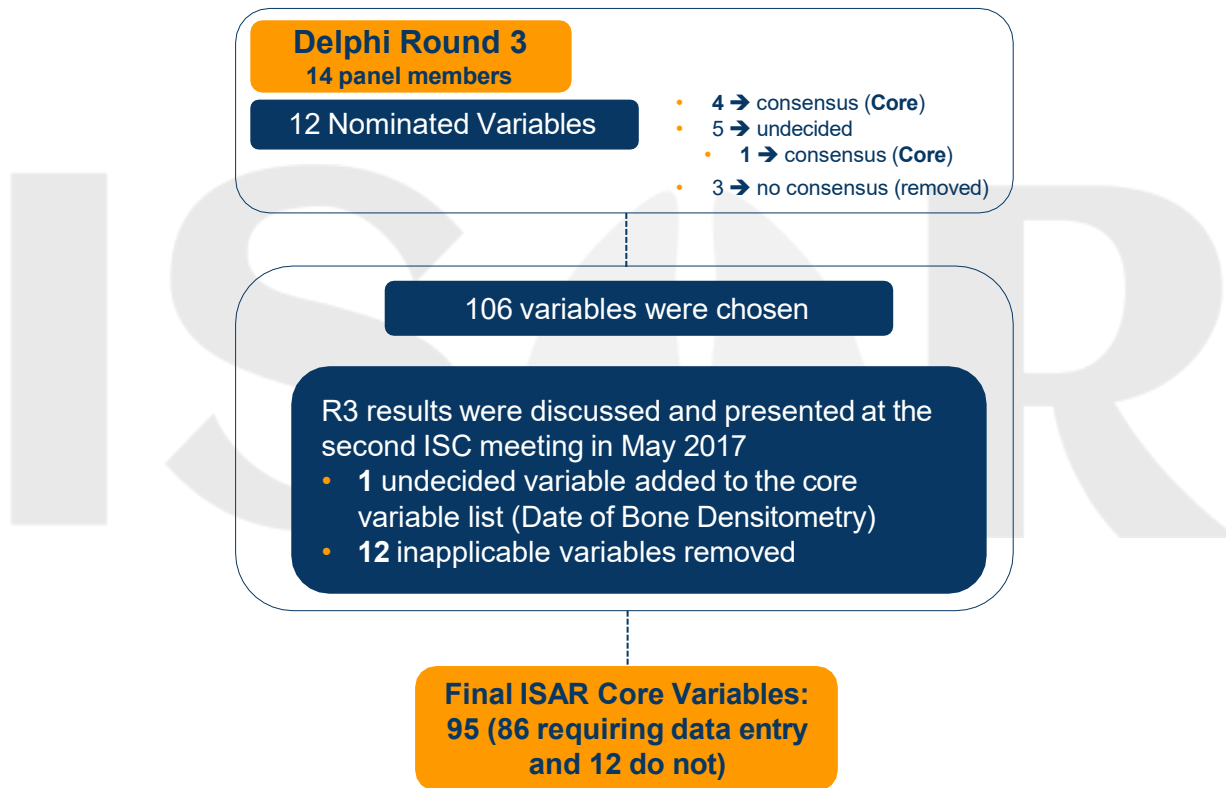 Delphi Round 3
14 panel members
12 Nominated Variables
• 4 ➔ consensus (Core)
• 5 ➔ undecided
• 1 ➔ consensus (Core)
• 3 ➔ no consensus (removed)
106 variables were chosen
R3 results were discussed and presented at the
second ISC meeting in May 2017
• 1 undecided variable added to the core
variable list (Date of Bone Densitometry)
• 12 inapplicable variables removed
Final ISAR Core Variables:
95 (86 requiring data entry
and 12 do not)
ISAR